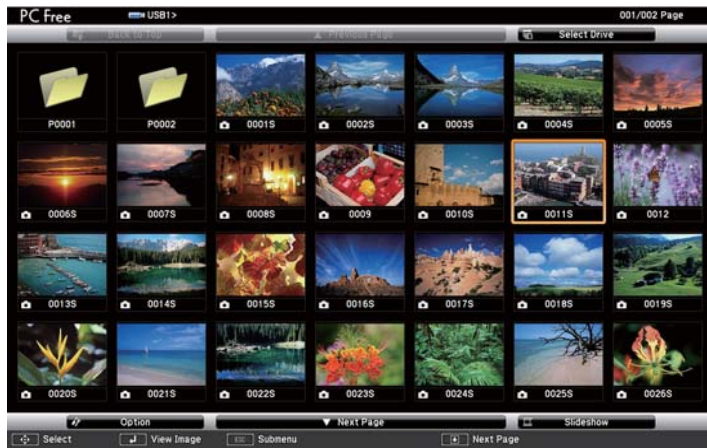 PC Free USB1> 001/002 Page
Back to Top ▲ Previous Page Select Drive
P0001 P0002 0001S 0002S 0003S 0004S 0005S
0006S 0007S 0008S 0009 0010S 0011S 0012
0013S 0014S 0015S 0016S 0017S 0018S 0019S
0020S 0021S 0022S 0023S 0024S 0025S 0026S
Option ▼ Next Page Slideshow
Select View Image Esc Submenu Next Page